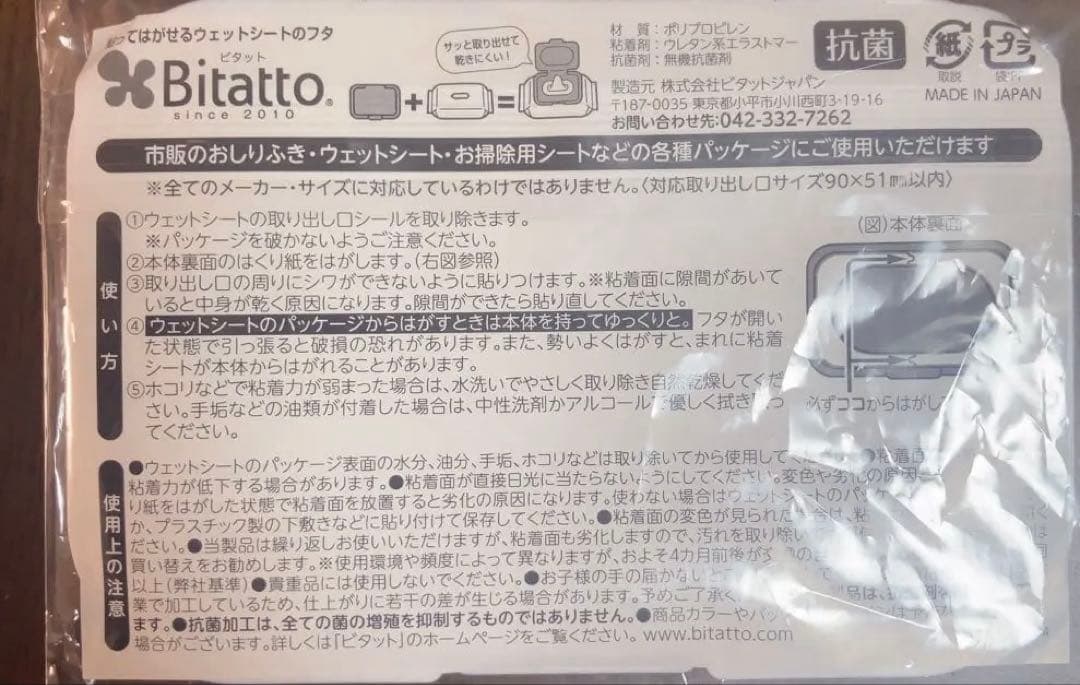 てはがせるウェットシートのフタ
ビタット
Bitatto®
since 2010
サッと取り出せて
乾きにくい!
+ =
材 質:ポリプロピレン
粘着剤:ウレタン系エラストマー
抗菌剤:無機抗菌剤
抗菌
紙
取説
プラ
MADE IN JAPAN
製造元 株式会社ビタットジャパン
〒187-0035 東京都小平市小川西町3-19-16
お問い合わせ先:042-332-7262
市販のおしりふき・ウェットシート・お掃除用シートなどの各種パッケージにご使用いただけます
※全てのメーカー・サイズに対応しているわけではありません。〈対応取り出し口サイズ90×51㎜以内〉
使い方
①ウェットシートの取り出し口シールを取り除きます。
※パッケージを破かないようご注意ください。
②本体裏面のはくり紙をはがします。(右図参照)
③取り出し口の周りにシワができないように貼りつけます。※粘着面に隙間があいて
いると中身が乾く原因になります。隙間ができたら貼り直してください。
④ウェットシートのパッケージからはがすときは本体を持ってゆっくりと。フタが開い
た状態で引っ張ると破損の恐れがあります。また、勢いよくはがすと、まれに粘着
シートが本体からはがれることがあります。
⑤ホコリなどで粘着力が弱まった場合は、水洗いでやさしく取り除き自然乾燥してくだ
さい。手垢などの油類が付着した場合は、中性洗剤かアルコールで優しく拭き
てください。
(図)本体裏面
必ずココからはがし
使用上の注意
●ウェットシートのパッケージ表面の水分、油分、手垢、ホコリなどは取り除いてから使用して
粘着力が低下する場合があります。●粘着面が直接日光に当たらないようにしてください。変色や劣化の原因
り紙をはがした状態で粘着面を放置すると劣化の原因になります。使わない場合はウェットシートのパッケ
か、プラスチック製の下敷きなどに貼り付けて保存してください。●粘着面の変色が見られた場合は、粘
ださい。●当製品は繰り返しお使いいただけますが、粘着面も劣化しますので、汚れを取り除い
買い替えをお勧めします。※使用環境や頻度によって異なりますが、およそ4カ月前後が
以上(弊社基準)●貴重品には使用しないでください。●お子様の手の届かない
業で加工しているため、仕上がりに若干の差が生じる場合があります。予めご了承く
ます。●抗菌加工は、全ての菌の増殖を抑制するものではありません。●商品カラーやパッ
場合がございます。詳しくは「ビタット」のホームページをご覧ください。www.bitatto.com